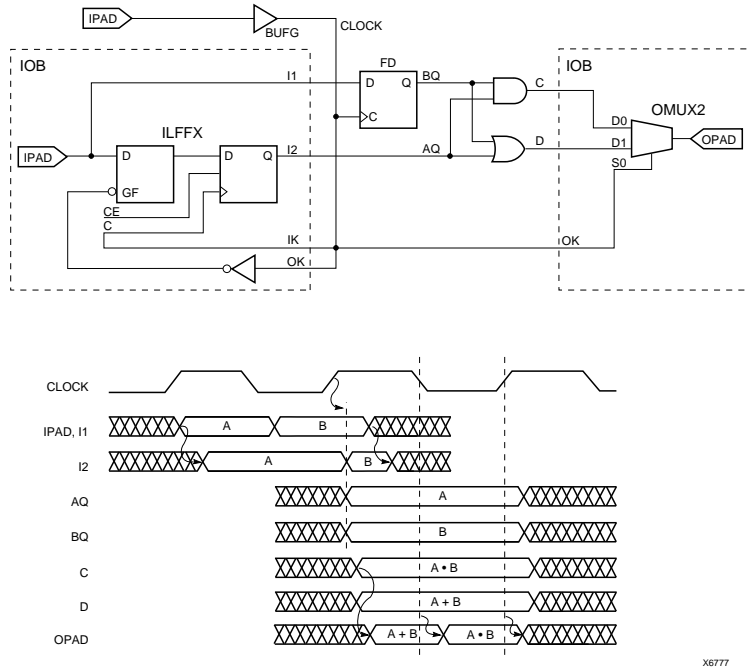 IPAD
BUFG
CLOCK
IOB
I1
FD
D Q
C
BQ
C
IOB
OMUX2
D0
D1
S0
OPAD
ILFFX
IPAD
D
GF
D Q
I2
AQ
D
CE
C
IK
OK
OK
CLOCK
IPAD, I1 A B
I2 A B
AQ A
BQ B
C A • B
D A + B
OPAD A + B A • B
X6777